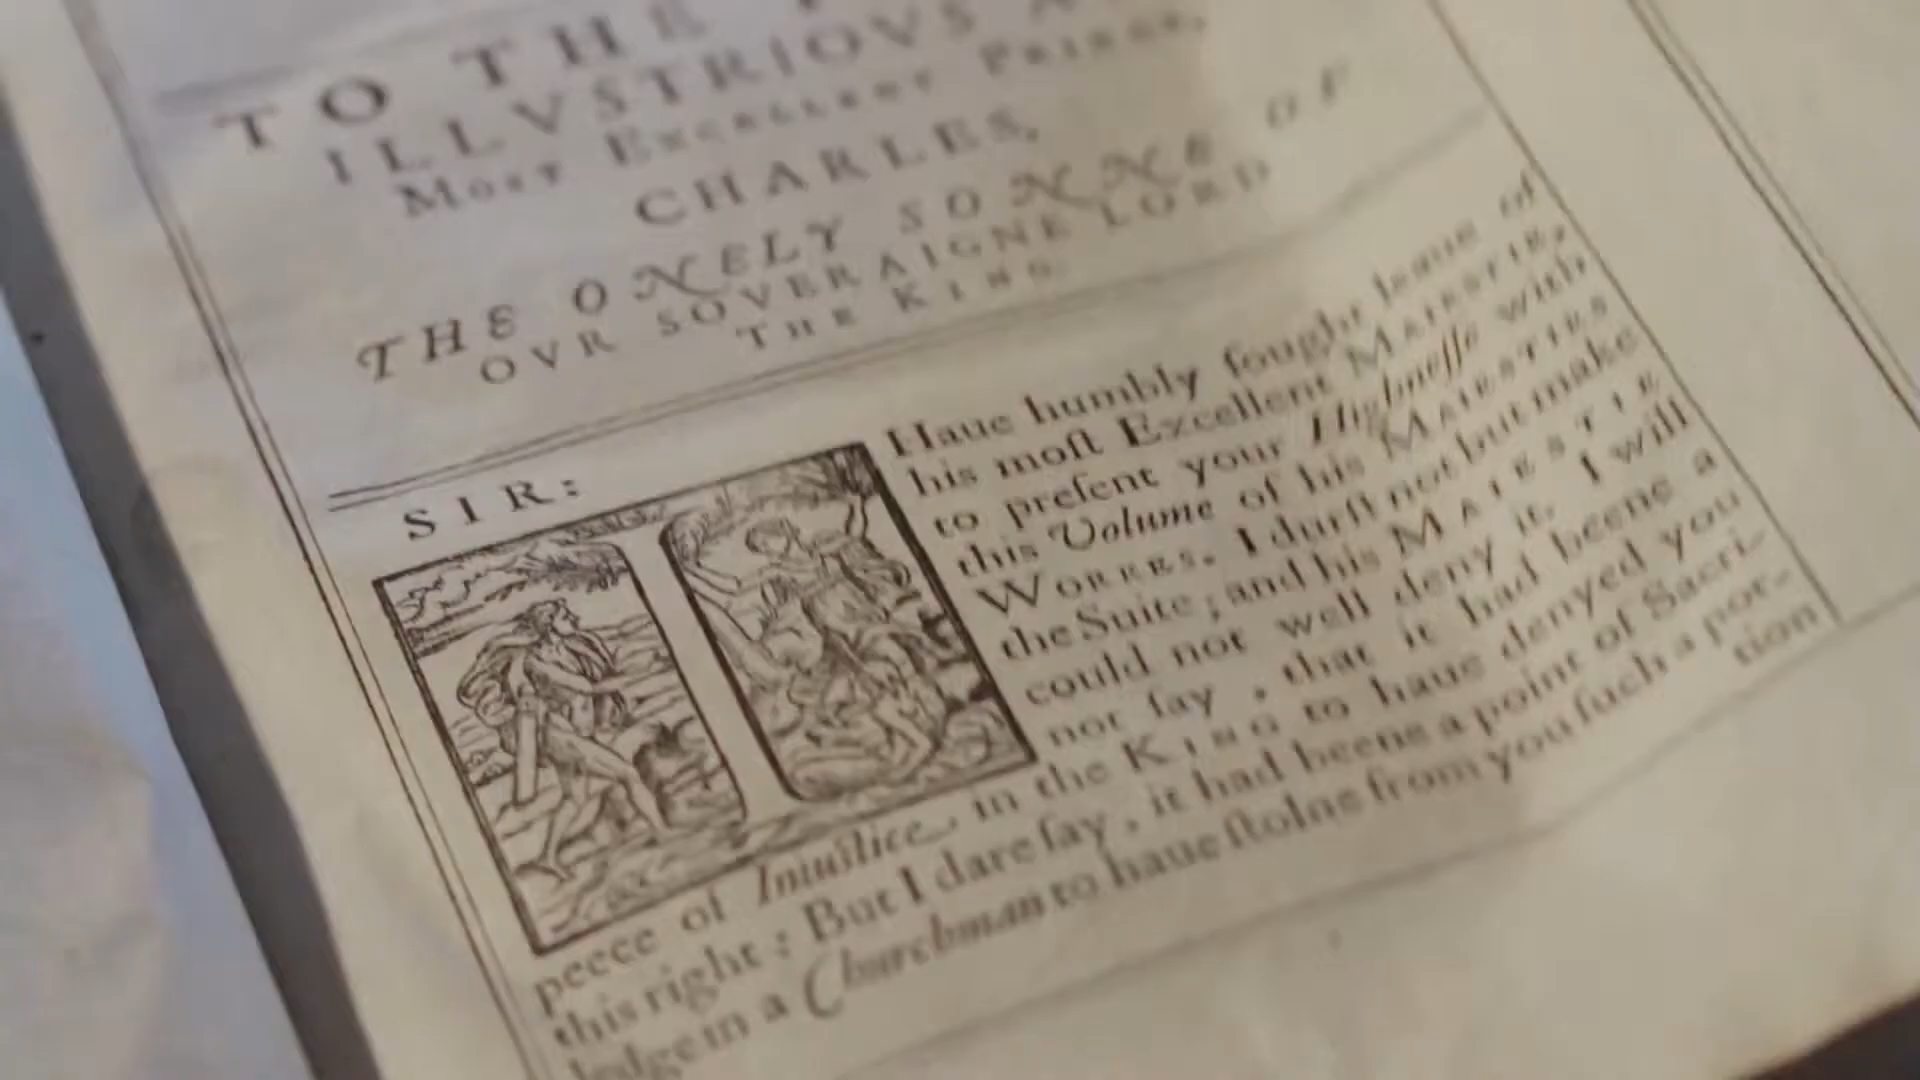 TO THE
ILLVSTRIOVS
MOST EXCELLENT PRINCE,
CHARLES,
THE ONELY SONNE OF
OVR SOVERAIGNE LORD
THE KING.
SIR:
I Haue humbly ſought leaue of
his moſt Excellent MAIESTIE,
to preſent your Highneſſe with
this Volume of his MAIESTIES
WORKES. I durſt not but make
the Suite; and his MAIESTIE
could not well deny it. I will
not ſay, that it had beene a
peece of Iniuſtice in the KING to haue denyed you
this right: But I dare ſay, it had beene a point of Sacri-
ledge in a Churchman to haue ſtolne from you ſuch a por-
tion